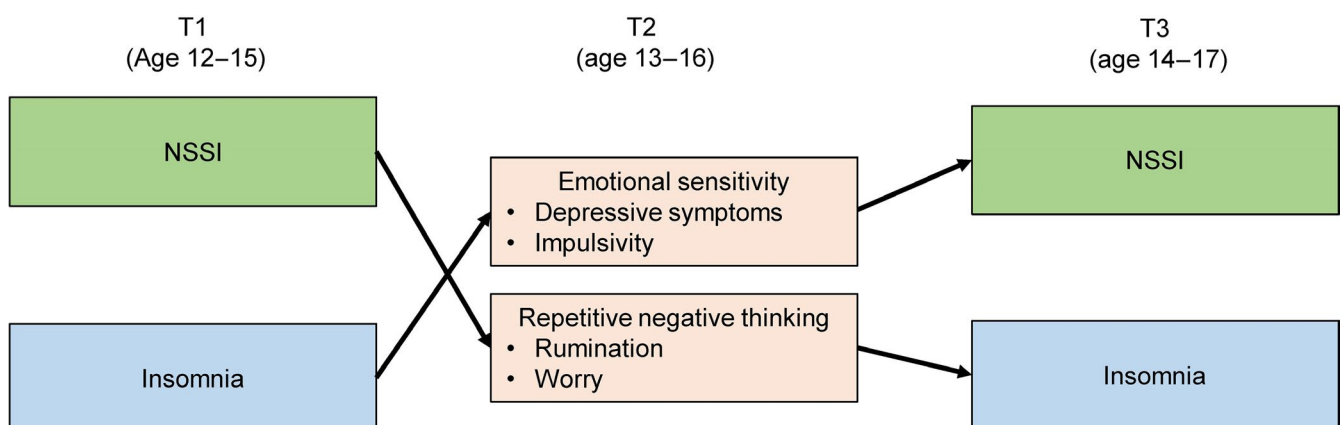 T1
(Age 12–15)
T2
(age 13–16)
T3
(age 14–17)
NSSI
Emotional sensitivity
• Depressive symptoms
• Impulsivity
NSSI
Insomnia
Repetitive negative thinking
• Rumination
• Worry
Insomnia